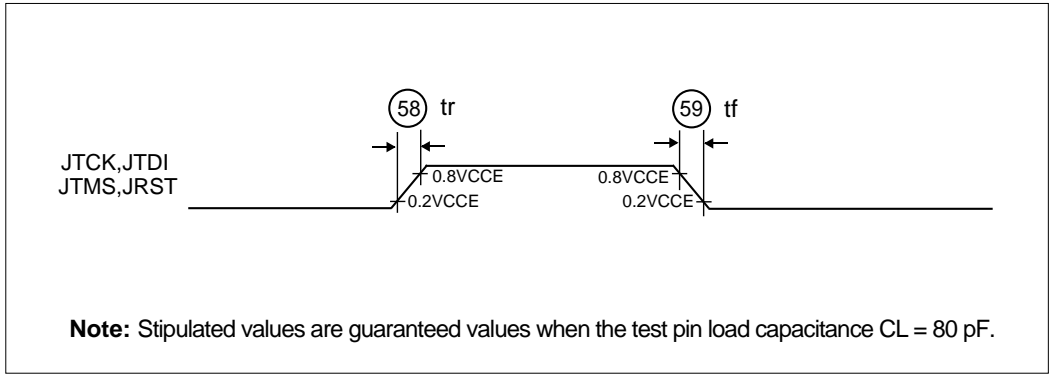 58 tr
59 tf
JTCK,JTDI
JTMS,JRST
0.8VCCE
0.2VCCE
0.8VCCE
0.2VCCE
Note: Stipulated values are guaranteed values when the test pin load capacitance CL = 80 pF.